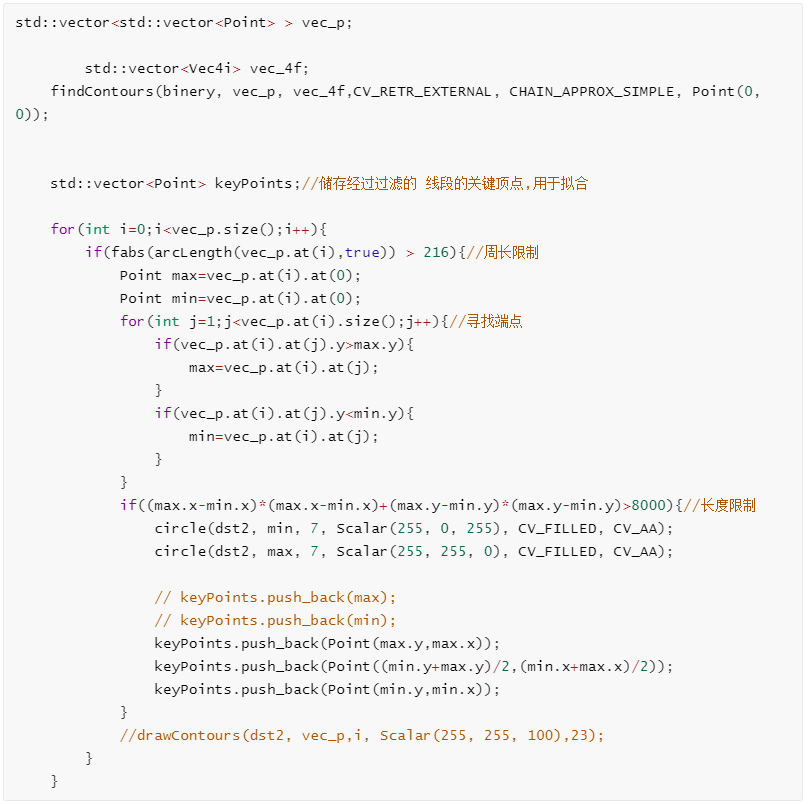 std::vector<std::vector<Point> > vec_p;
        std::vector<Vec4i> vec_4f;
    findContours(binery, vec_p, vec_4f,CV_RETR_EXTERNAL, CHAIN_APPROX_SIMPLE, Point(0,
0));
    std::vector<Point> keyPoints;//储存经过过滤的 线段的关键顶点,用于拟合
    for(int i=0;i<vec_p.size();i++){
        if(fabs(arcLength(vec_p.at(i),true)) > 216){//周长限制
            Point max=vec_p.at(i).at(0);
            Point min=vec_p.at(i).at(0);
            for(int j=1;j<vec_p.at(i).size();j++){//寻找端点
                if(vec_p.at(i).at(j).y>max.y){
                    max=vec_p.at(i).at(j);
                }
                if(vec_p.at(i).at(j).y<min.y){
                    min=vec_p.at(i).at(j);
                }
            }
            if((max.x-min.x)*(max.x-min.x)+(max.y-min.y)*(max.y-min.y)>8000){//长度限制
                circle(dst2, min, 7, Scalar(255, 0, 255), CV_FILLED, CV_AA);
                circle(dst2, max, 7, Scalar(255, 255, 0), CV_FILLED, CV_AA);
                // keyPoints.push_back(max);
                // keyPoints.push_back(min);
                keyPoints.push_back(Point(max.y,max.x));
                keyPoints.push_back(Point((min.y+max.y)/2,(min.x+max.x)/2));
                keyPoints.push_back(Point(min.y,min.x));
            }
            //drawContours(dst2, vec_p,i, Scalar(255, 255, 100),23);
        }
    }